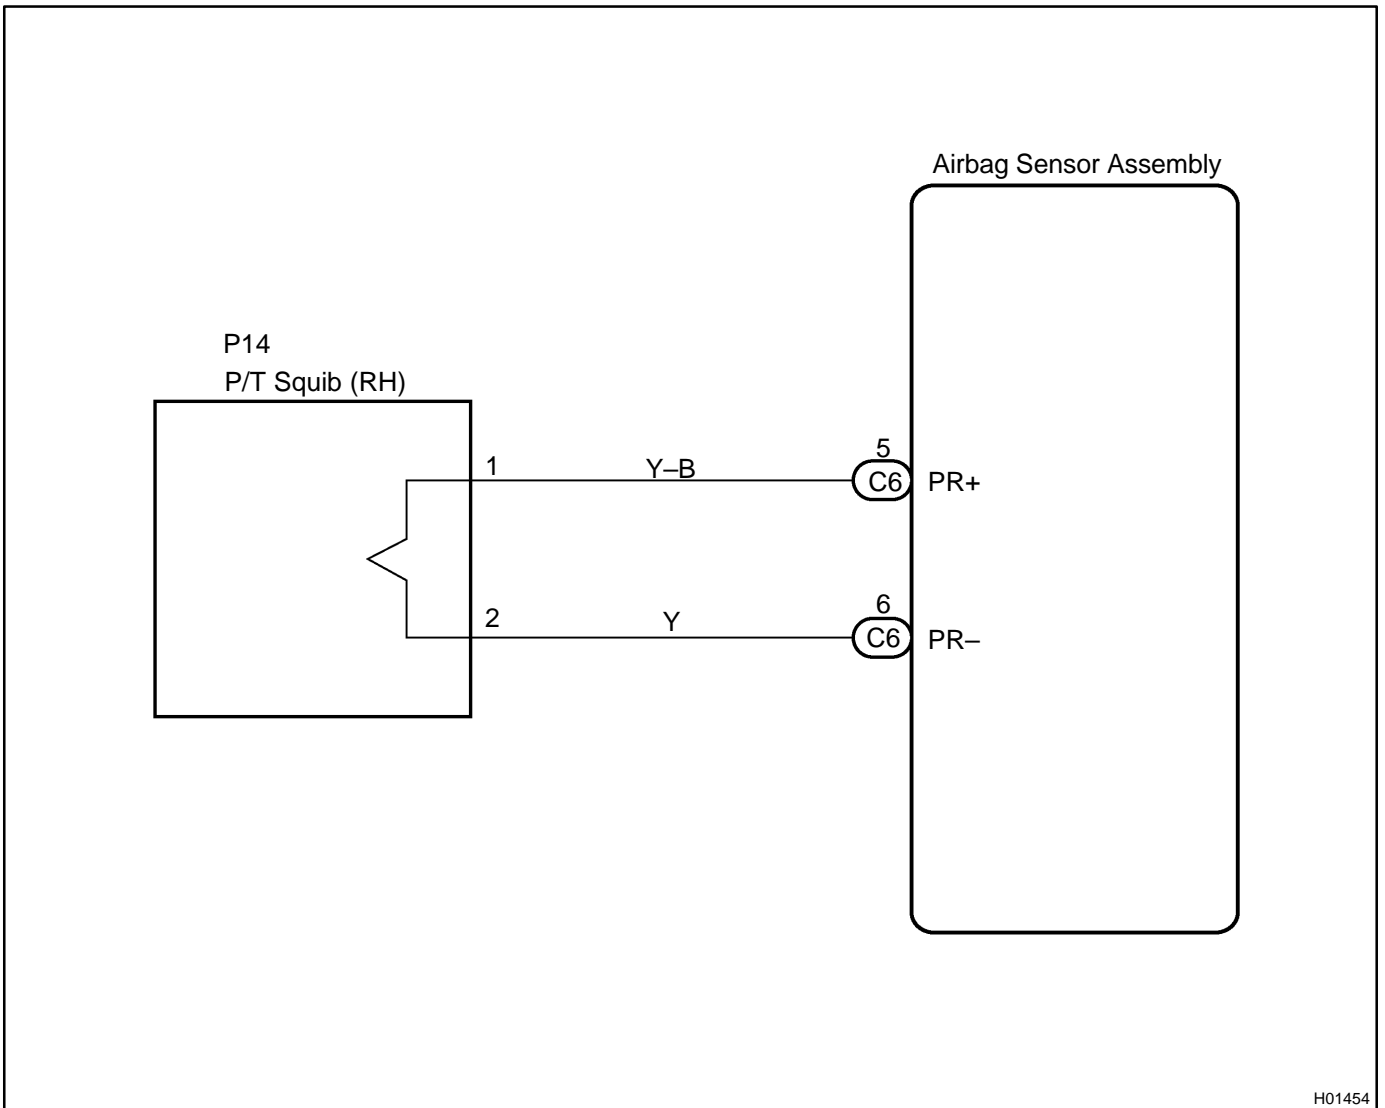 Airbag Sensor Assembly
P14
P/T Squib (RH)
1
Y–B
5
C6
PR+
2
Y
6
C6
PR–
H01454